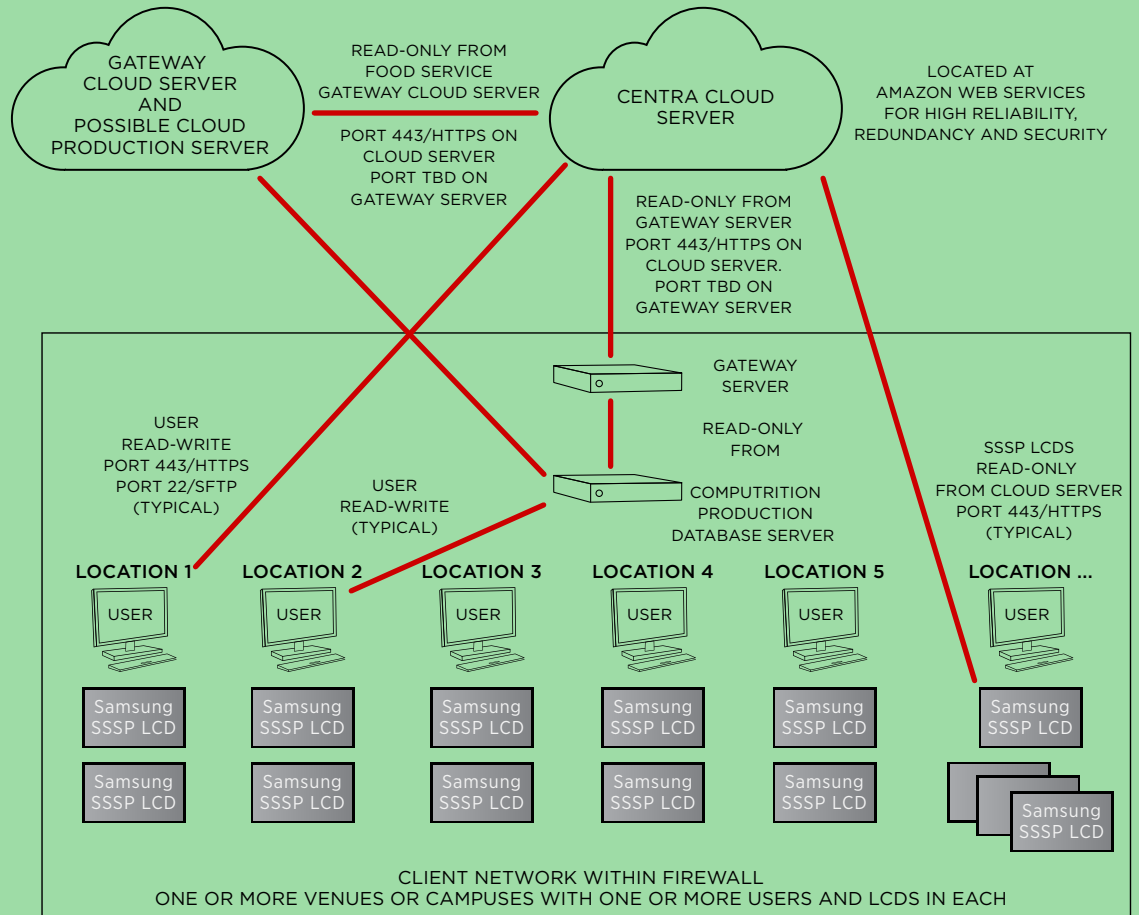 GATEWAY
CLOUD SERVER
AND
POSSIBLE CLOUD
PRODUCTION SERVER
READ-ONLY FROM
FOOD SERVICE
GATEWAY CLOUD SERVER
PORT 443/HTTPS ON
CLOUD SERVER
PORT TBD ON
GATEWAY SERVER
CENTRA CLOUD
SERVER
LOCATED AT
AMAZON WEB SERVICES
FOR HIGH RELIABILITY,
REDUNDANCY AND SECURITY
READ-ONLY FROM
GATEWAY SERVER
PORT 443/HTTPS ON
CLOUD SERVER.
PORT TBD ON
GATEWAY SERVER
GATEWAY
SERVER
READ-ONLY
FROM
COMPUTRITION
PRODUCTION
DATABASE SERVER
USER
READ-WRITE
PORT 443/HTTPS
PORT 22/SFTP
(TYPICAL)
USER
READ-WRITE
(TYPICAL)
SSSP LCDS
READ-ONLY
FROM CLOUD SERVER
PORT 443/HTTPS
(TYPICAL)
LOCATION 1
LOCATION 2
LOCATION 3
LOCATION 4
LOCATION 5
LOCATION ...
USER
USER
USER
USER
USER
USER
Samsung
SSSP LCD
Samsung
SSSP LCD
Samsung
SSSP LCD
Samsung
SSSP LCD
Samsung
SSSP LCD
Samsung
SSSP LCD
Samsung
SSSP LCD
Samsung
SSSP LCD
Samsung
SSSP LCD
Samsung
SSSP LCD
Samsung
SSSP LCD
Samsung
SSSP LCD
CLIENT NETWORK WITHIN FIREWALL
ONE OR MORE VENUES OR CAMPUSES WITH ONE OR MORE USERS AND LCDS IN EACH